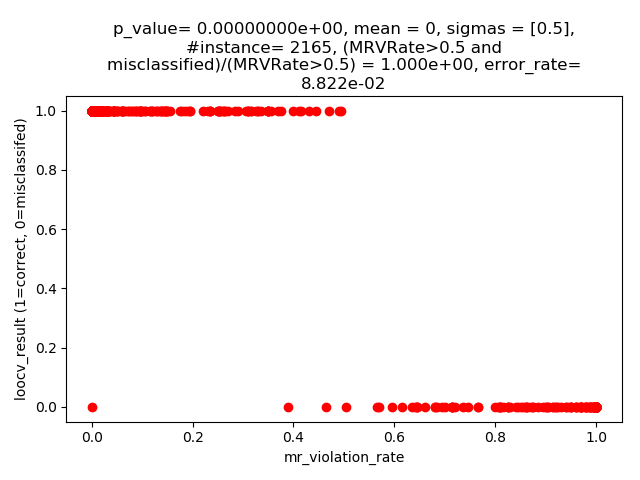 p_value= 0.00000000e+00, mean = 0, sigmas = [0.5],
#instance= 2165, (MRVRate>0.5 and
misclassified)/(MRVRate>0.5) = 1.000e+00, error_rate=
8.822e-02
loocv_result (1=correct, 0=misclassifed)
1.0
0.8
0.6
0.4
0.2
0.0
0.0 0.2 0.4 0.6 0.8 1.0
mr_violation_rate